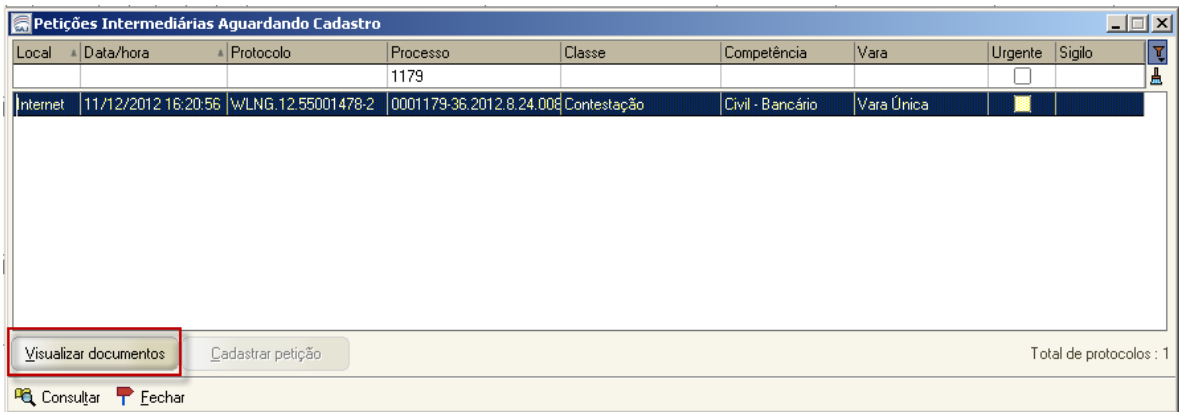 Petições Intermediárias Aguardando Cadastro
Local Data/hora Protocolo Processo Classe Competência Vara Urgente Sigilo
1179
Internet 11/12/2012 16:20:56 WLNG.12.55001478-2 0001179-36.2012.8.24.008 Contestação Civil - Bancário Vara Única
Visualizar documentos Cadastrar petição Total de protocolos : 1
Consultar Fechar